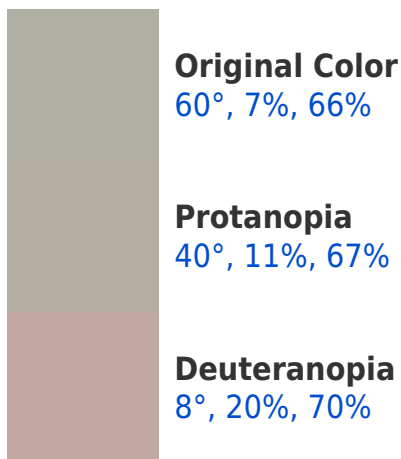 Original Color
60°, 7%, 66%
Protanopia
40°, 11%, 67%
Deuteranopia
8°, 20%, 70%